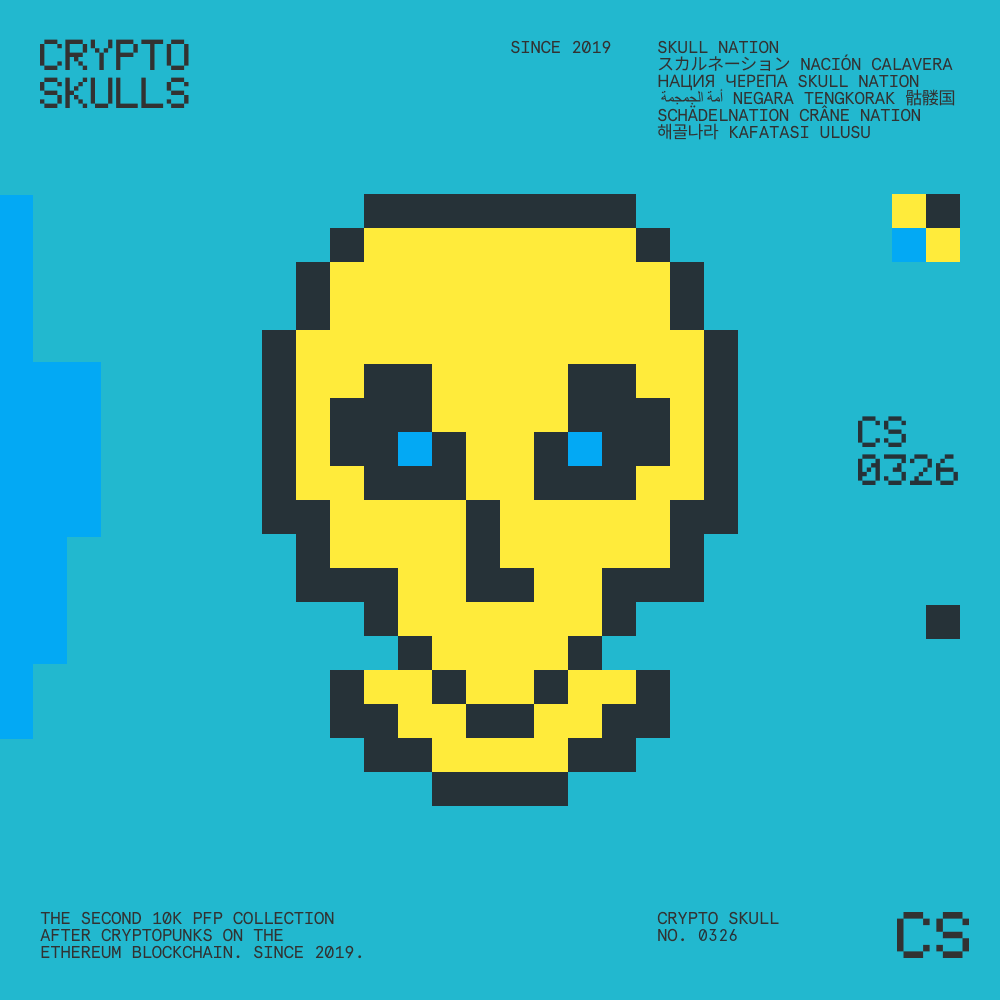 CRYPTO
SKULLS
SINCE 2019
SKULL NATION
スカルネーション NACIÓN CALAVERA
НАЦИЯ ЧЕРЕПА SKULL NATION
أمة الجمجمة NEGARA TENGKORAK 骷髅国
SCHÄDELNATION CRÂNE NATION
해골나라 KAFATASI ULUSU
CS
0326
THE SECOND 10K PFP COLLECTION
AFTER CRYPTOPUNKS ON THE
ETHEREUM BLOCKCHAIN. SINCE 2019.
CRYPTO SKULL
NO. 0326
CS